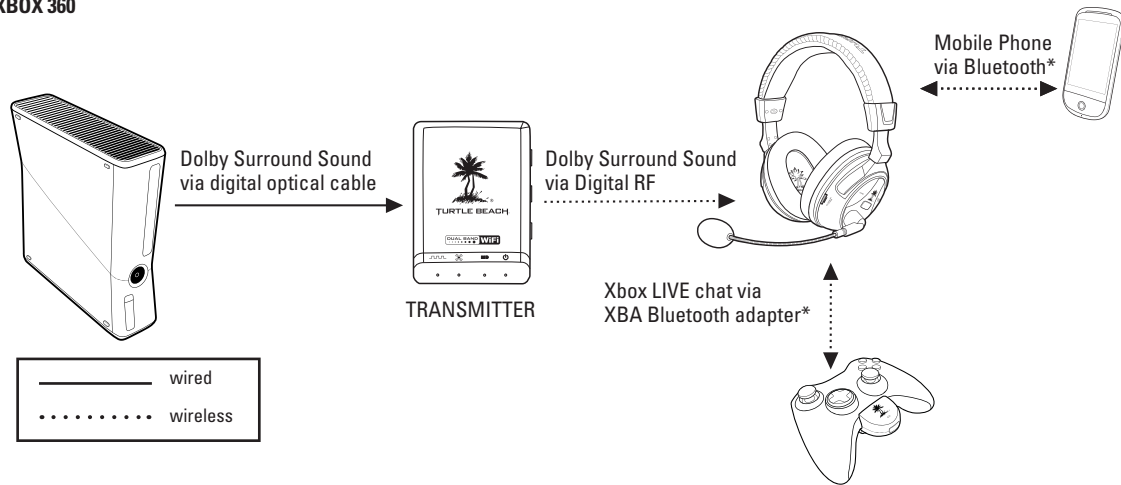 XBOX 360
Mobile Phone
via Bluetooth*
Dolby Surround Sound
via digital optical cable
Dolby Surround Sound
via Digital RF
TURTLE BEACH
DUAL BAND WiFi
TRANSMITTER
Xbox LIVE chat via
XBA Bluetooth adapter*
wired
wireless